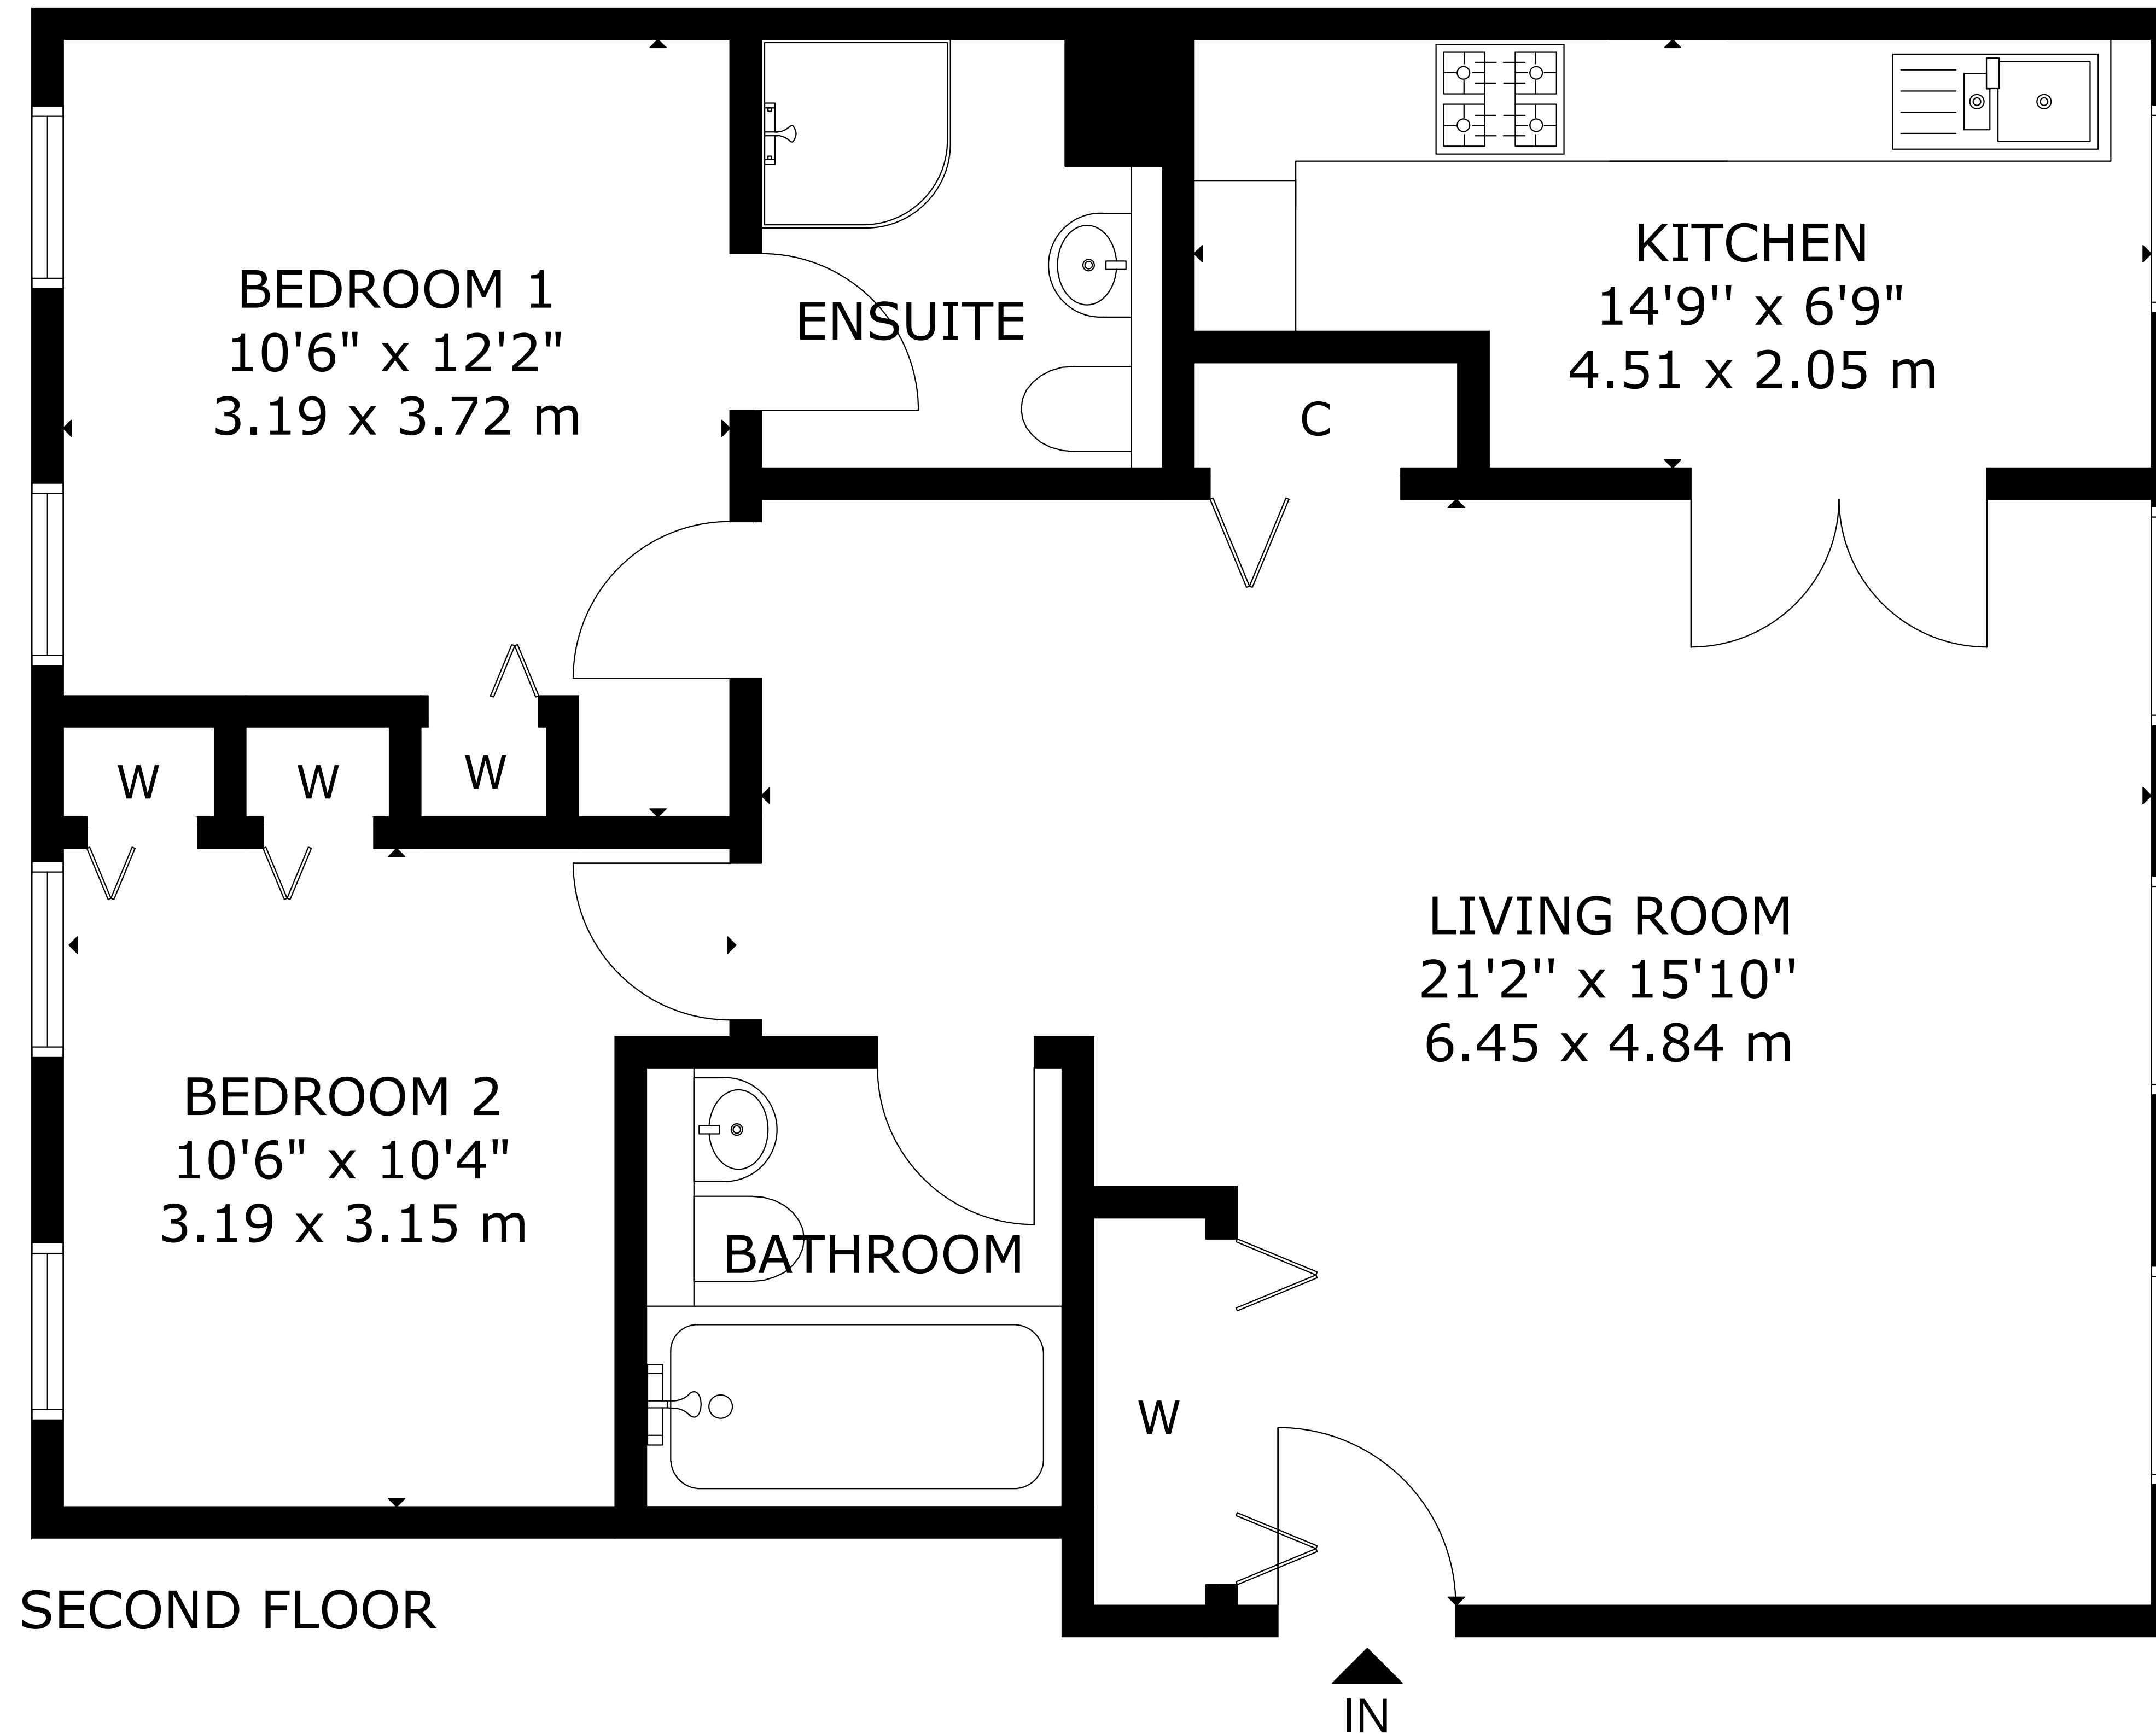 BEDROOM 1
10'6" x 12'2"
3.19 x 3.72 m
ENSUITE
KITCHEN
14'9'' x 6'9"
4.51 x 2.05 m
C
W
W
W
LIVING ROOM
21'2'' x 15'10''
6.45 x 4.84 m
BEDROOM 2
10'6" x 10'4"
3.19 x 3.15 m
BATHROOM
W
SECOND FLOOR
IN